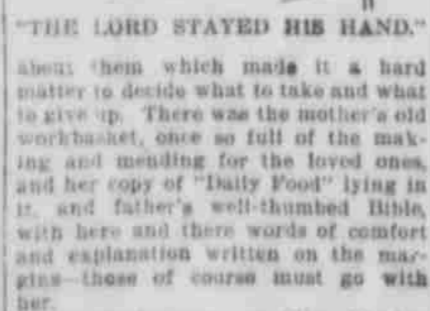 "THE LORD STAYED HIS HAND."
about them which made it a hard
matter to decide what to take and what
to give up. There was the mother's old
workbasket, once so full of the mak-
ing and mending for the loved ones,
and her copy of "Daily Food" lying in
it, and father's well-thumbed Bible,
with here and there words of comfort
and explanation written on the mar-
gins—those of course must go with
her.